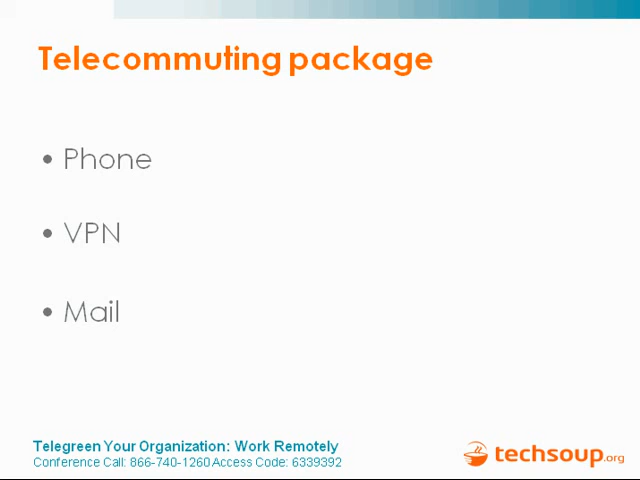 Telecommuting package
• Phone
• VPN
• Mail
Telegreen Your Organization: Work Remotely
Conference Call: 866-740-1260 Access Code: 6339392
techsoup.org